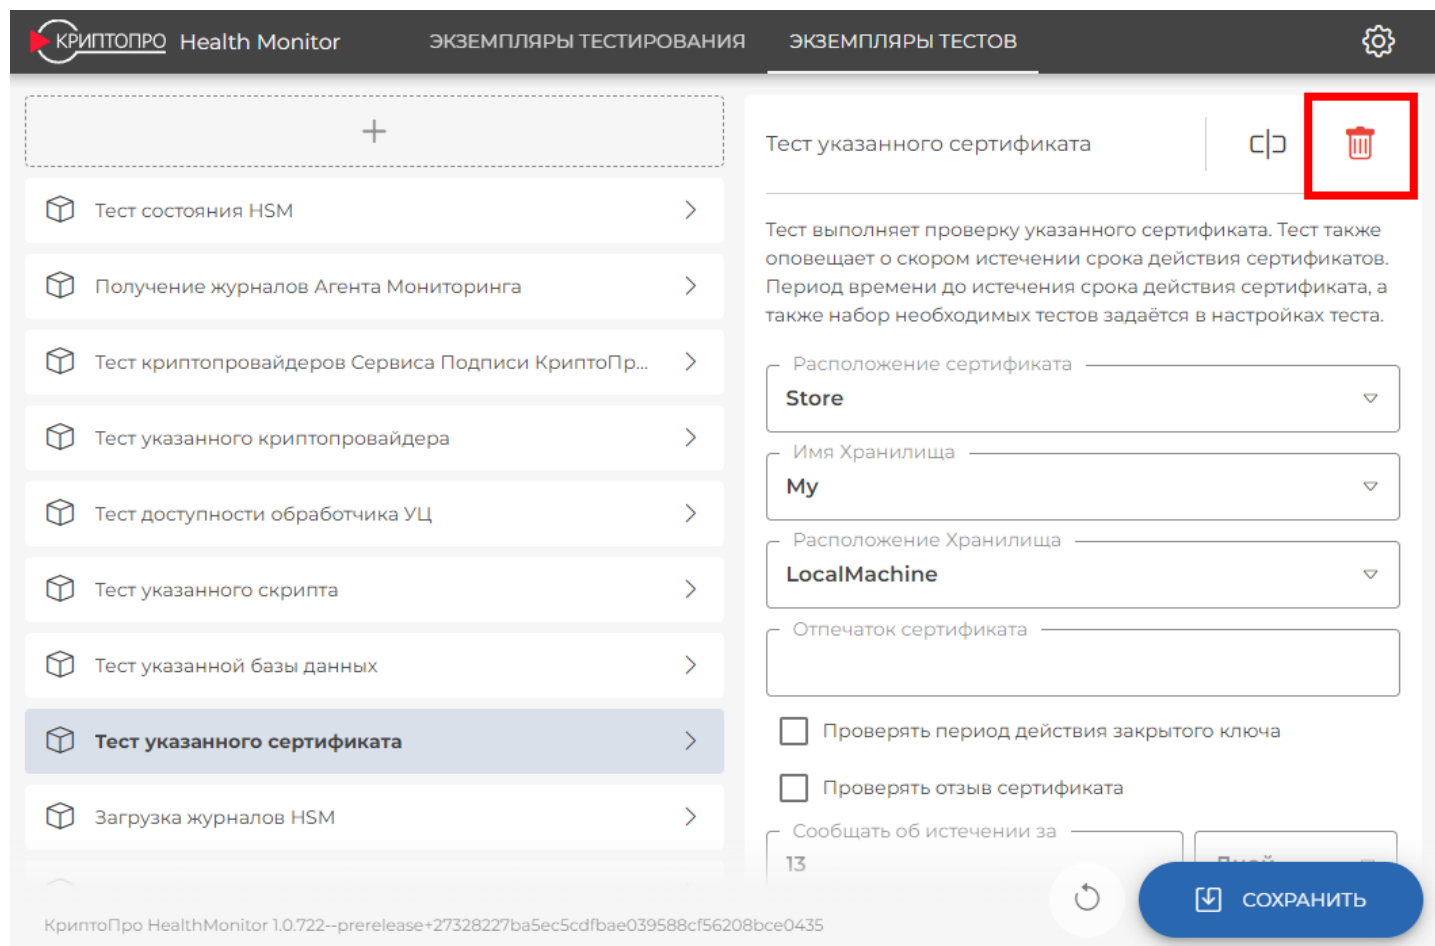 КРИПТОПРО Health Monitor
ЭКЗЕМПЛЯРЫ ТЕСТИРОВАНИЯ
ЭКЗЕМПЛЯРЫ ТЕСТОВ
Тест состояния HSM
Получение журналов Агента Мониторинга
Тест криптопровайдеров Сервиса Подписи КриптоПр...
Тест указанного криптопровайдера
Тест доступности обработчика УЦ
Тест указанного скрипта
Тест указанной базы данных
Тест указанного сертификата
Загрузка журналов HSM
Тест указанного сертификата
Тест выполняет проверку указанного сертификата. Тест также
оповещает о скором истечении срока действия сертификатов.
Период времени до истечения срока действия сертификата, а
также набор необходимых тестов задаётся в настройках теста.
Расположение сертификата
Store
Имя Хранилища
My
Расположение Хранилища
LocalMachine
Отпечаток сертификата
Проверять период действия закрытого ключа
Проверять отзыв сертификата
Сообщать об истечении за
13
Дней
СОХРАНИТЬ
КриптоПро HealthMonitor 1.0.722--prerelease+27328227ba5ec5cdfbae039588cf56208bce0435